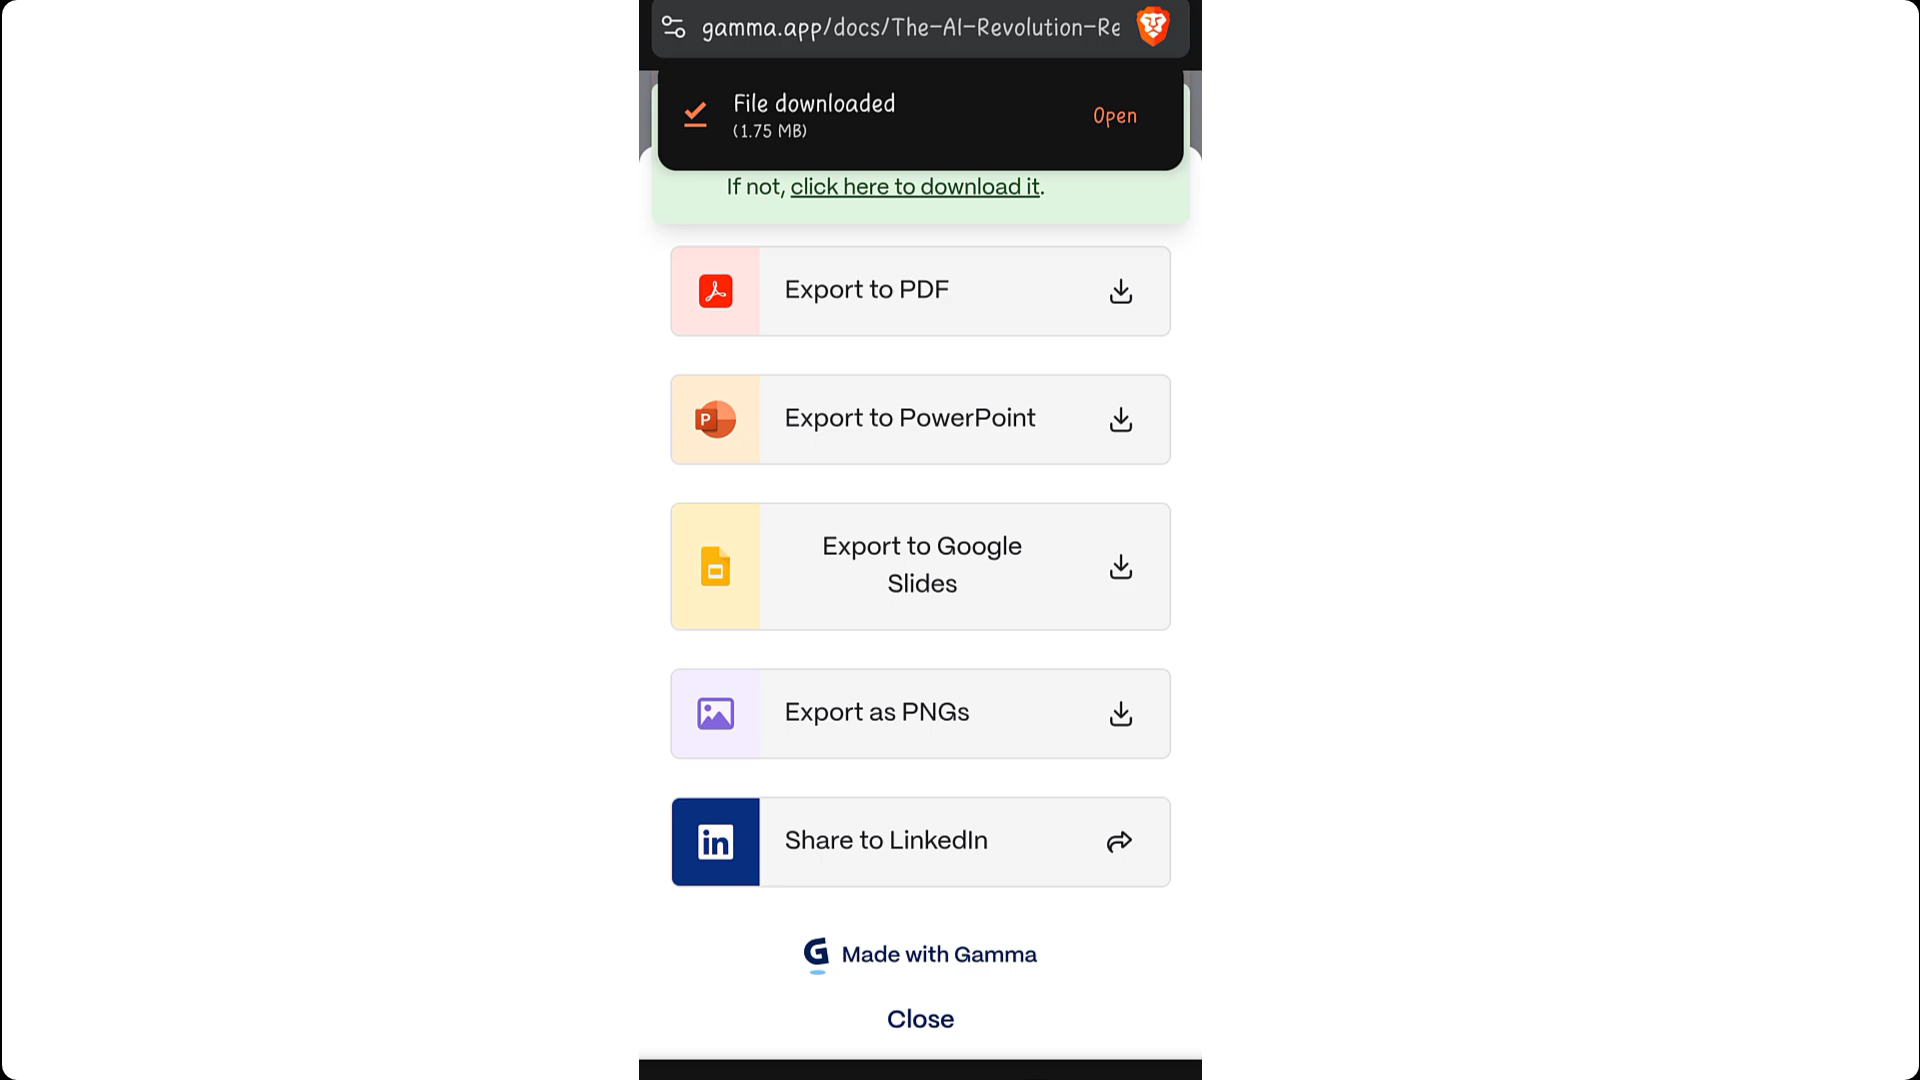 gamma.app/docs/The-AI-Revolution-Re
File downloaded
(1.75 MB)
Open
If not, click here to download it.
Export to PDF
P
Export to PowerPoint
Export to Google
Slides
Export as PNGs
in
Share to LinkedIn
G Made with Gamma
Close